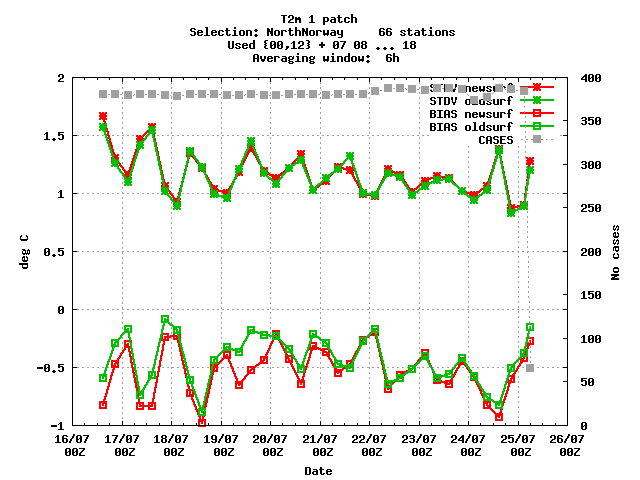 T2m 1 patch
Selection: NorthNorway 66 stations
Used {00,12} + 07 08 ... 18
Averaging window: 6h
STDV newsurf
STDV oldsurf
BIAS newsurf
BIAS oldsurf
CASES
2
1.5
1
0.5
0
-0.5
-1
deg C
400
350
300
250
200
150
100
50
0
No cases
16/07 17/07 18/07 19/07 20/07 21/07 22/07 23/07 24/07 25/07 26/07
00Z 00Z 00Z 00Z 00Z 00Z 00Z 00Z 00Z 00Z 00Z
Date